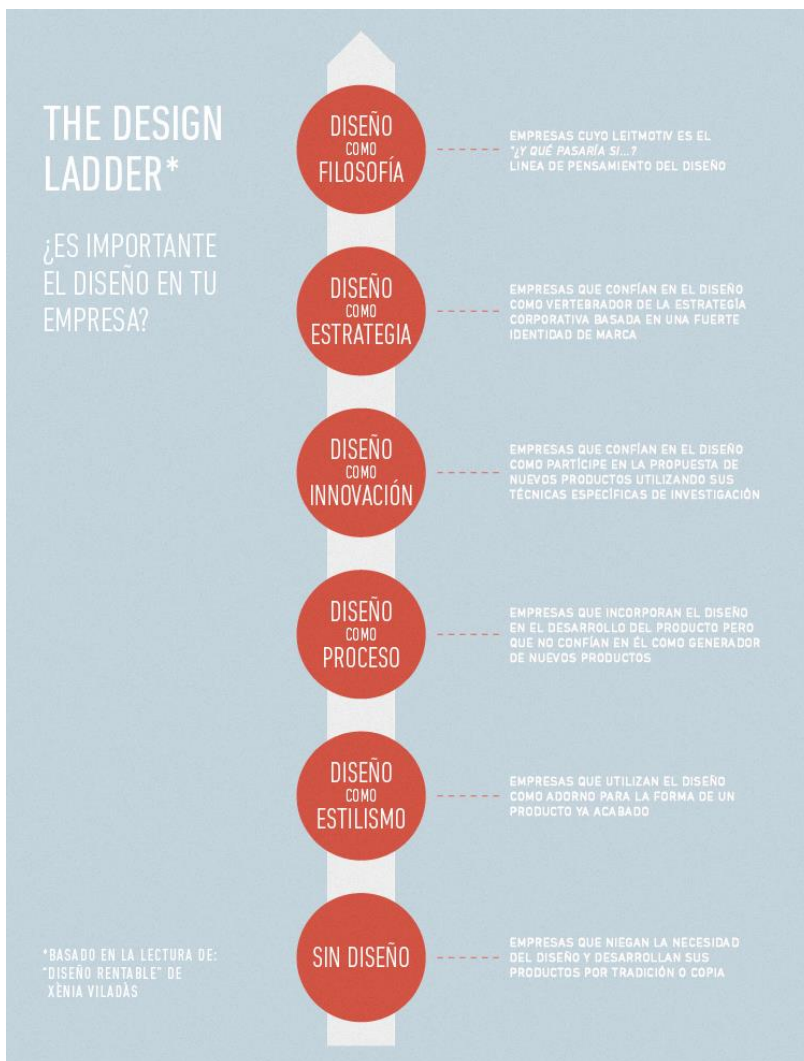 THE DESIGN
LADDER*
¿ES IMPORTANTE
EL DISEÑO EN TU
EMPRESA?
DISEÑO
COMO
FILOSOFÍA
EMPRESAS CUYO LEITMOTIV ES EL
"¿Y QUÉ PASARÍA SI...?
LINEA DE PENSAMIENTO DEL DISEÑO
DISEÑO
COMO
ESTRATEGIA
EMPRESAS QUE CONFÍAN EN EL DISEÑO
COMO VERTEBRADOR DE LA ESTRATEGÍA
CORPORATIVA BASADA EN UNA FUERTE
IDENTIDAD DE MARCA
DISEÑO
COMO
INNOVACIÓN
EMPRESAS QUE CONFÍAN EN EL DISEÑO
COMO PARTÍCIPE EN LA PROPUESTA DE
NUEVOS PRODUCTOS UTILIZANDO SUS
TÉCNICAS ESPECÍFICAS DE INVESTIGACIÓN
DISEÑO
COMO
PROCESO
EMPRESAS QUE INCORPORAN EL DISEÑO
EN EL DESARROLLO DEL PRODUCTO PERO
QUE NO CONFÍAN EN ÉL COMO GENERADOR
DE NUEVOS PRODUCTOS
DISEÑO
COMO
ESTILISMO
EMPRESAS QUE UTILIZAN EL DISEÑO
COMO ADORNO PARA LA FORMA DE UN
PRODUCTO YA ACABADO
SIN DISEÑO
EMPRESAS QUE NIEGAN LA NECESIDAD
DEL DISEÑO Y DESARROLLAN SUS
PRODUCTOS POR TRADICIÓN O COPIA
*BASADO EN LA LECTURA DE:
"DISEÑO RENTABLE" DE
XÈNIA VILADÀS